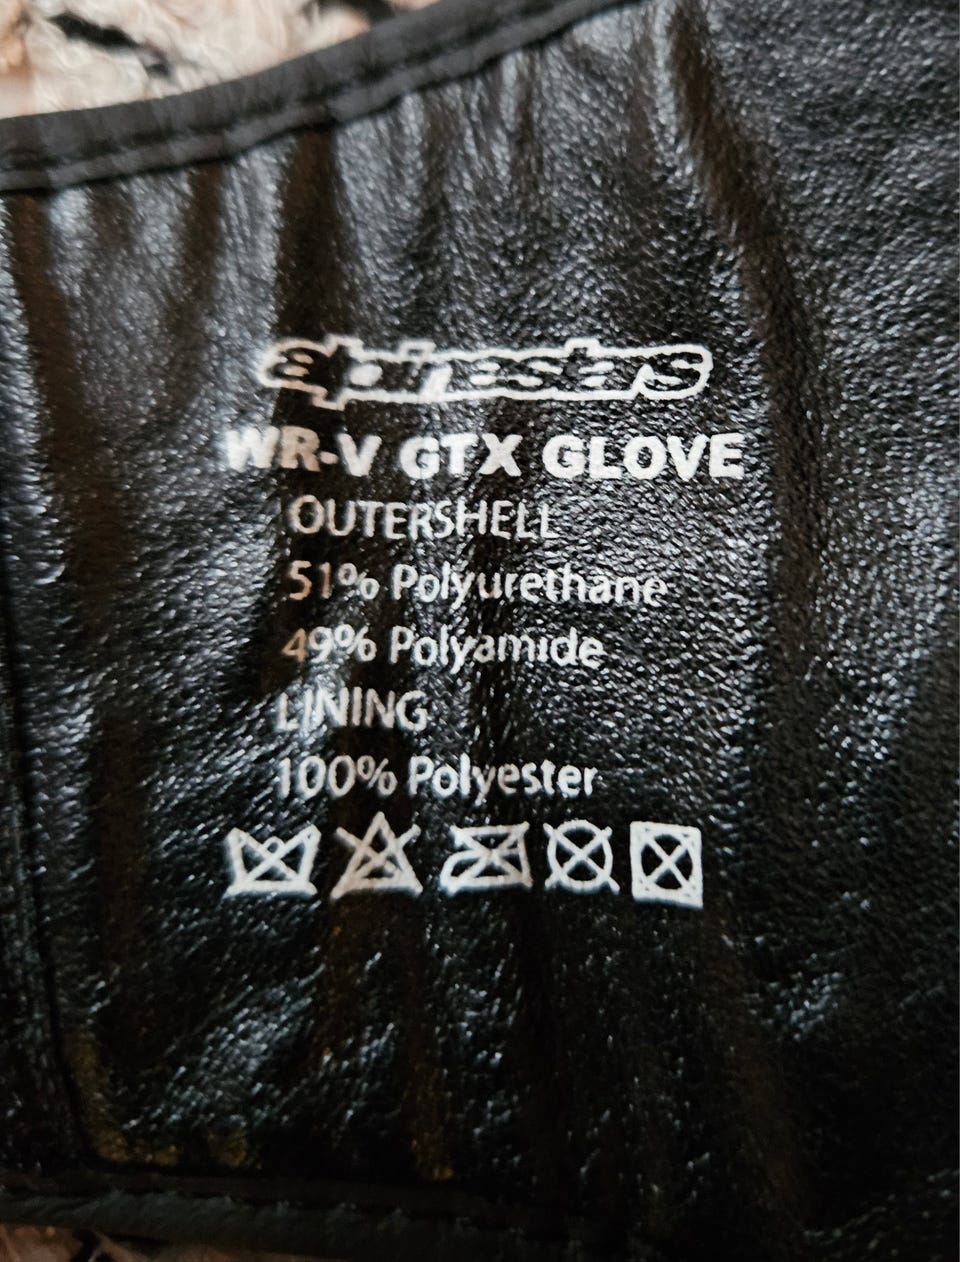 alpinestars
WR-V GTX GLOVE
OUTERSHELL
51% Polyurethane
49% Polyamide
LINING
100% Polyester